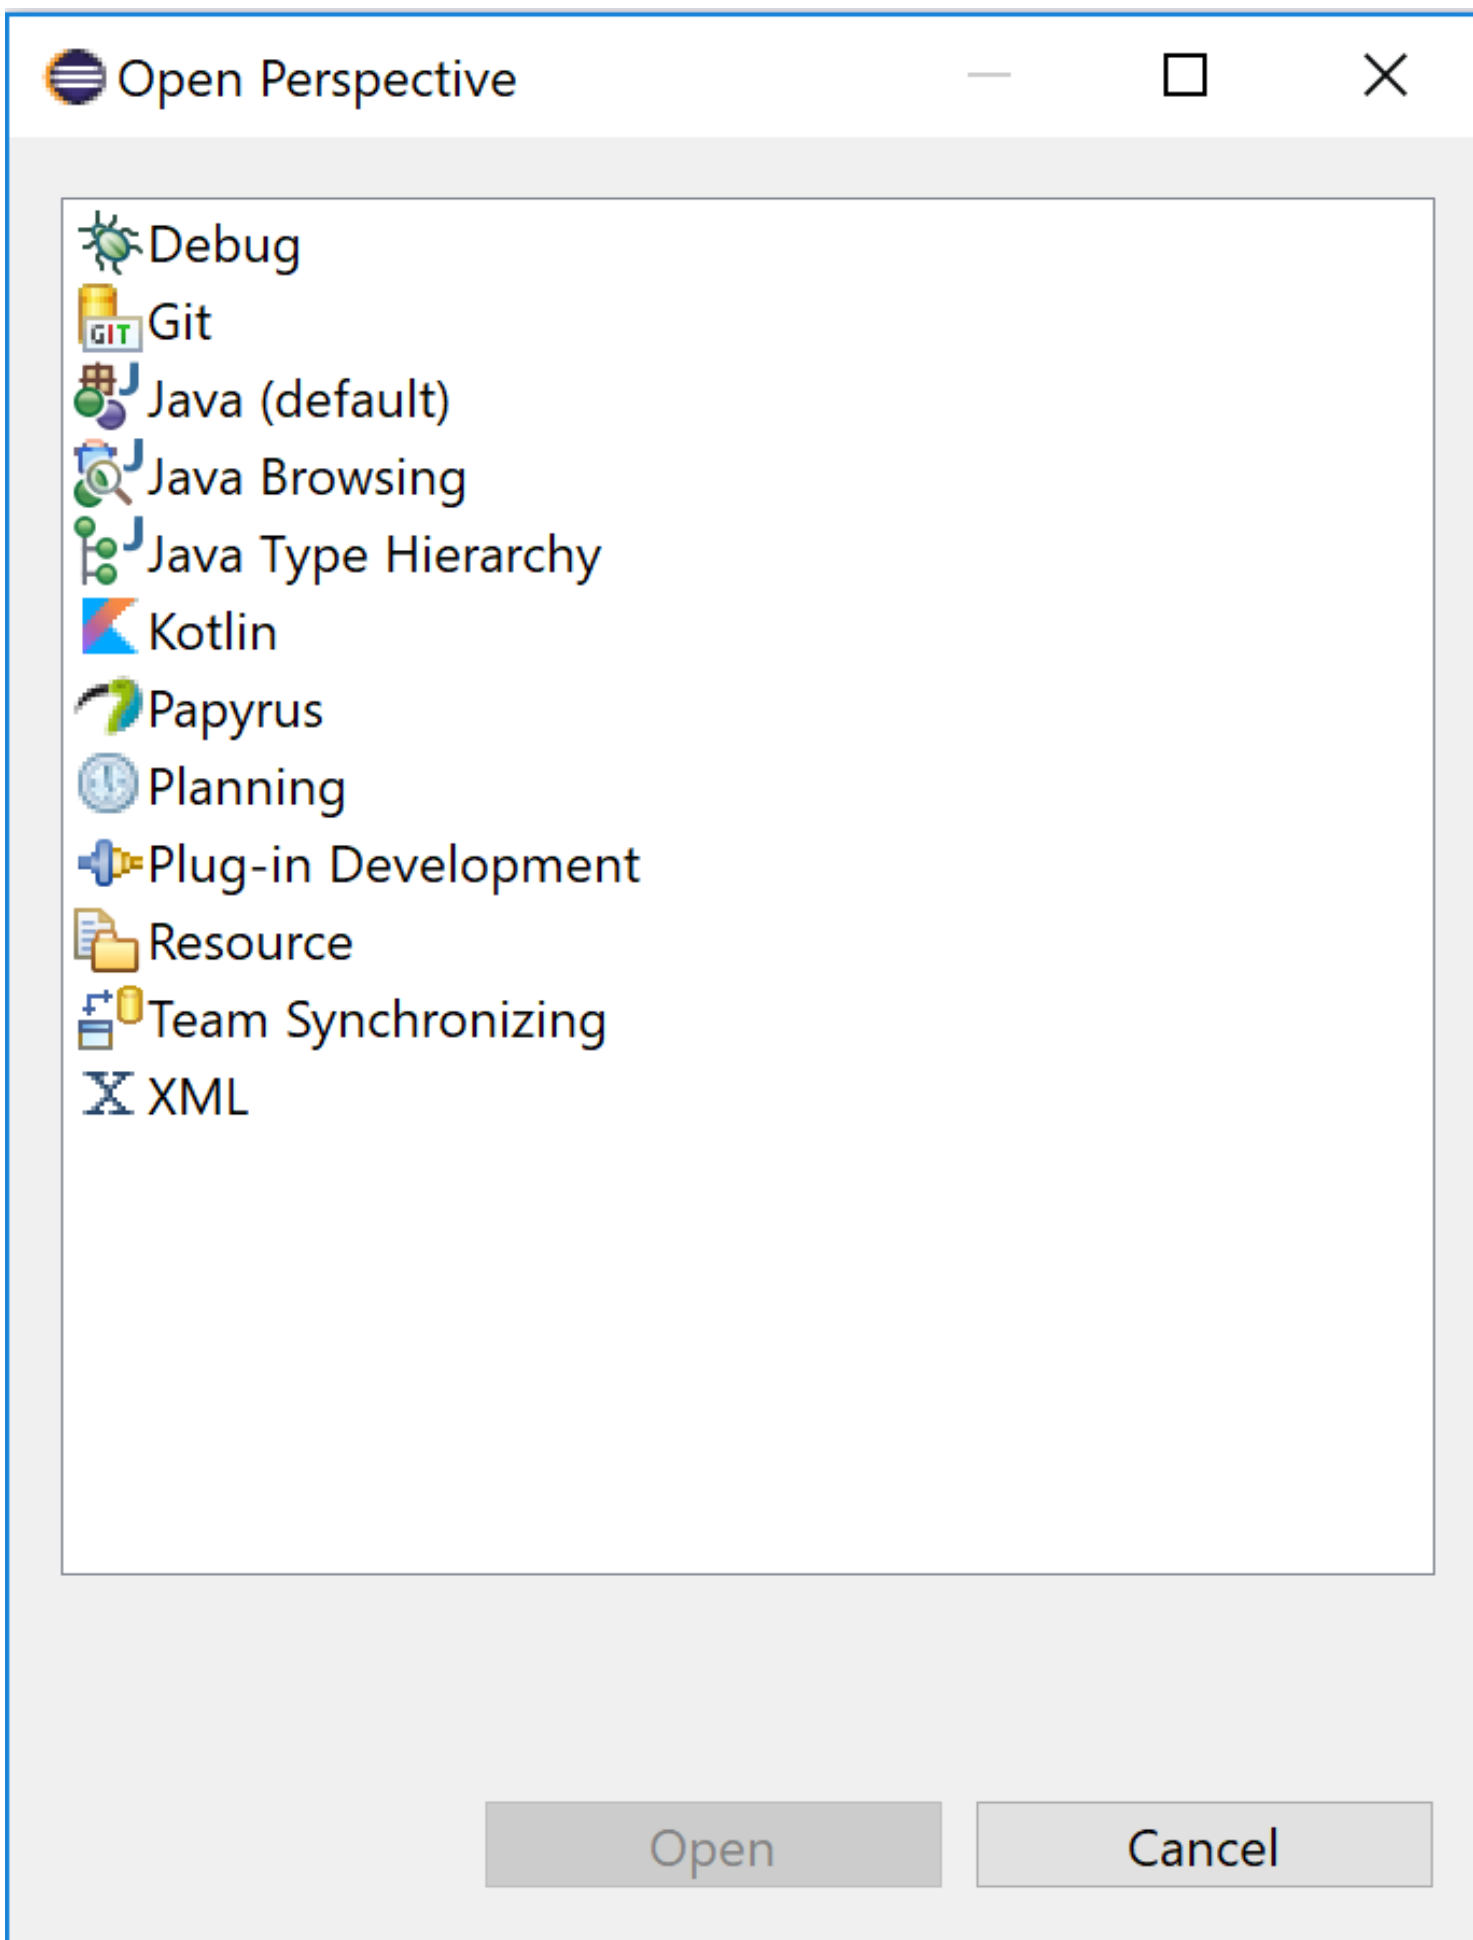 Open Perspective
Debug
GIT Git
Java (default)
Java Browsing
Java Type Hierarchy
Kotlin
Papyrus
Planning
Plug-in Development
Resource
Team Synchronizing
XML
Open Cancel